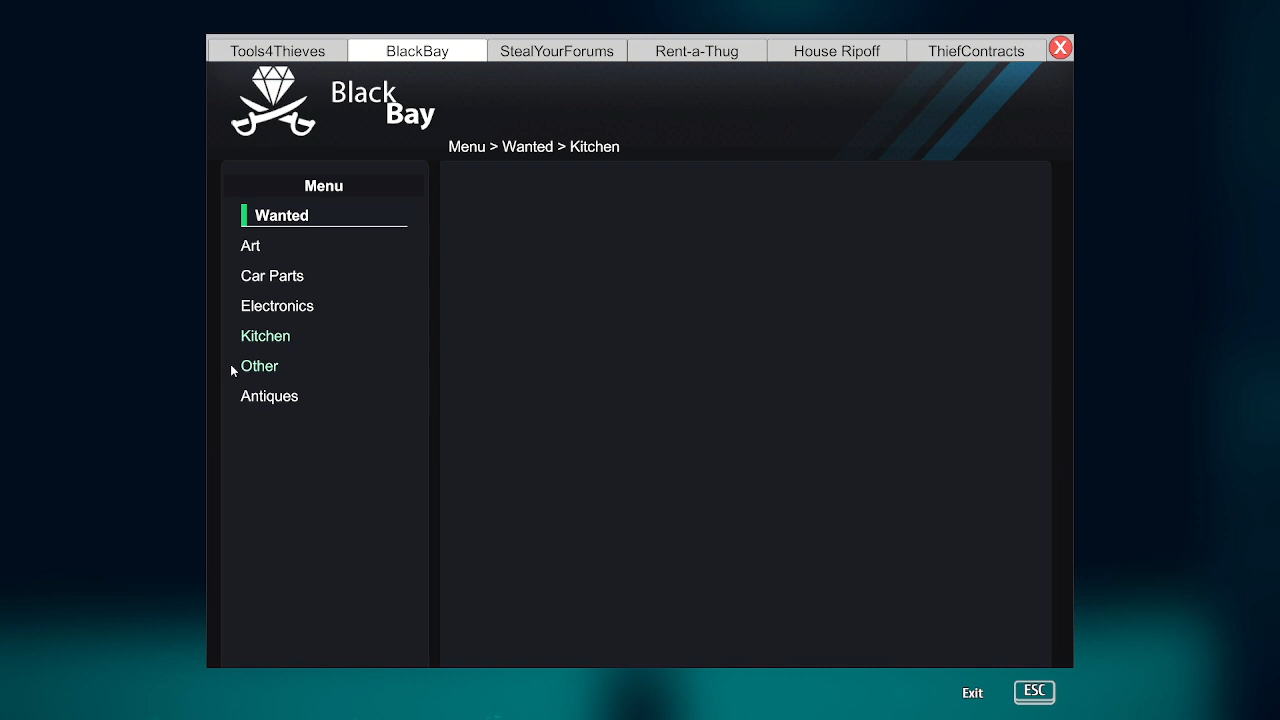 Tools4Thieves BlackBay StealYourForums Rent-a-Thug House Ripoff ThiefContracts X
Black
Bay
Menu > Wanted > Kitchen
Menu
Wanted
Art
Car Parts
Electronics
Kitchen
Other
Antiques
Exit ESC